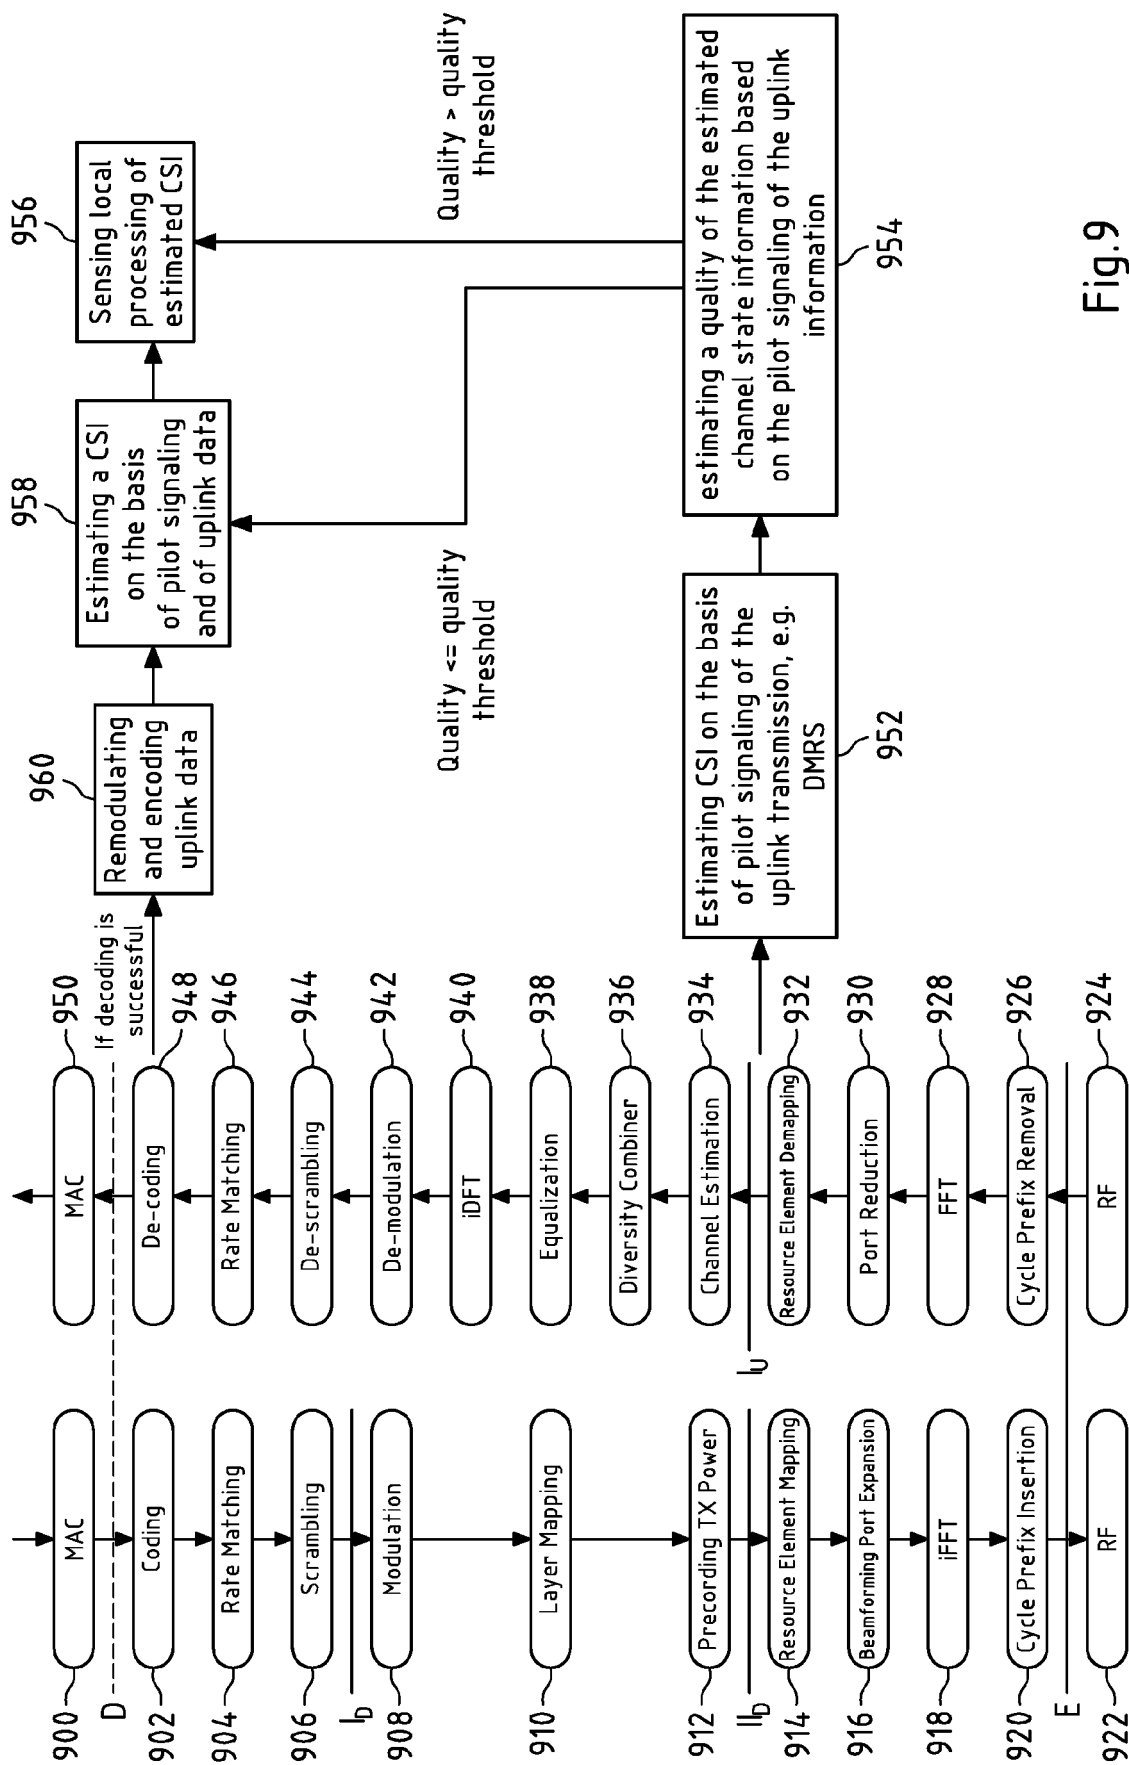 900
MAC
D
902
Coding
904
Rate Matching
906
Scrambling
I_D
908
Modulation
910
Layer Mapping
912
Precording TX Power
II_D
914
Resource Element Mapping
916
Beamforming Port Expansion
918
iFFT
920
Cycle Prefix Insertion
E
922
RF
MAC
950
De-coding
948
Rate Matching
946
De-scrambling
944
De-modulation
942
iDFT
940
Equalization
938
Diversity Combiner
936
Channel Estimation
934
I_U
Resource Element Demapping
932
Port Reduction
930
FFT
928
Cycle Prefix Removal
926
RF
924
If decoding is
successful
960
Remodulating
and encoding
uplink data
958
Estimating a CSI
on the basis
of pilot signaling
and of uplink data
956
Sensing local
processing of
estimated CSI
Quality <= quality
threshold
Quality > quality
threshold
Estimating CSI on the basis
of pilot signaling of the
uplink transmission, e.g.
DMRS
952
estimating a quality of the estimated
channel state information based
on the pilot signaling of the uplink
information
954
Fig.9